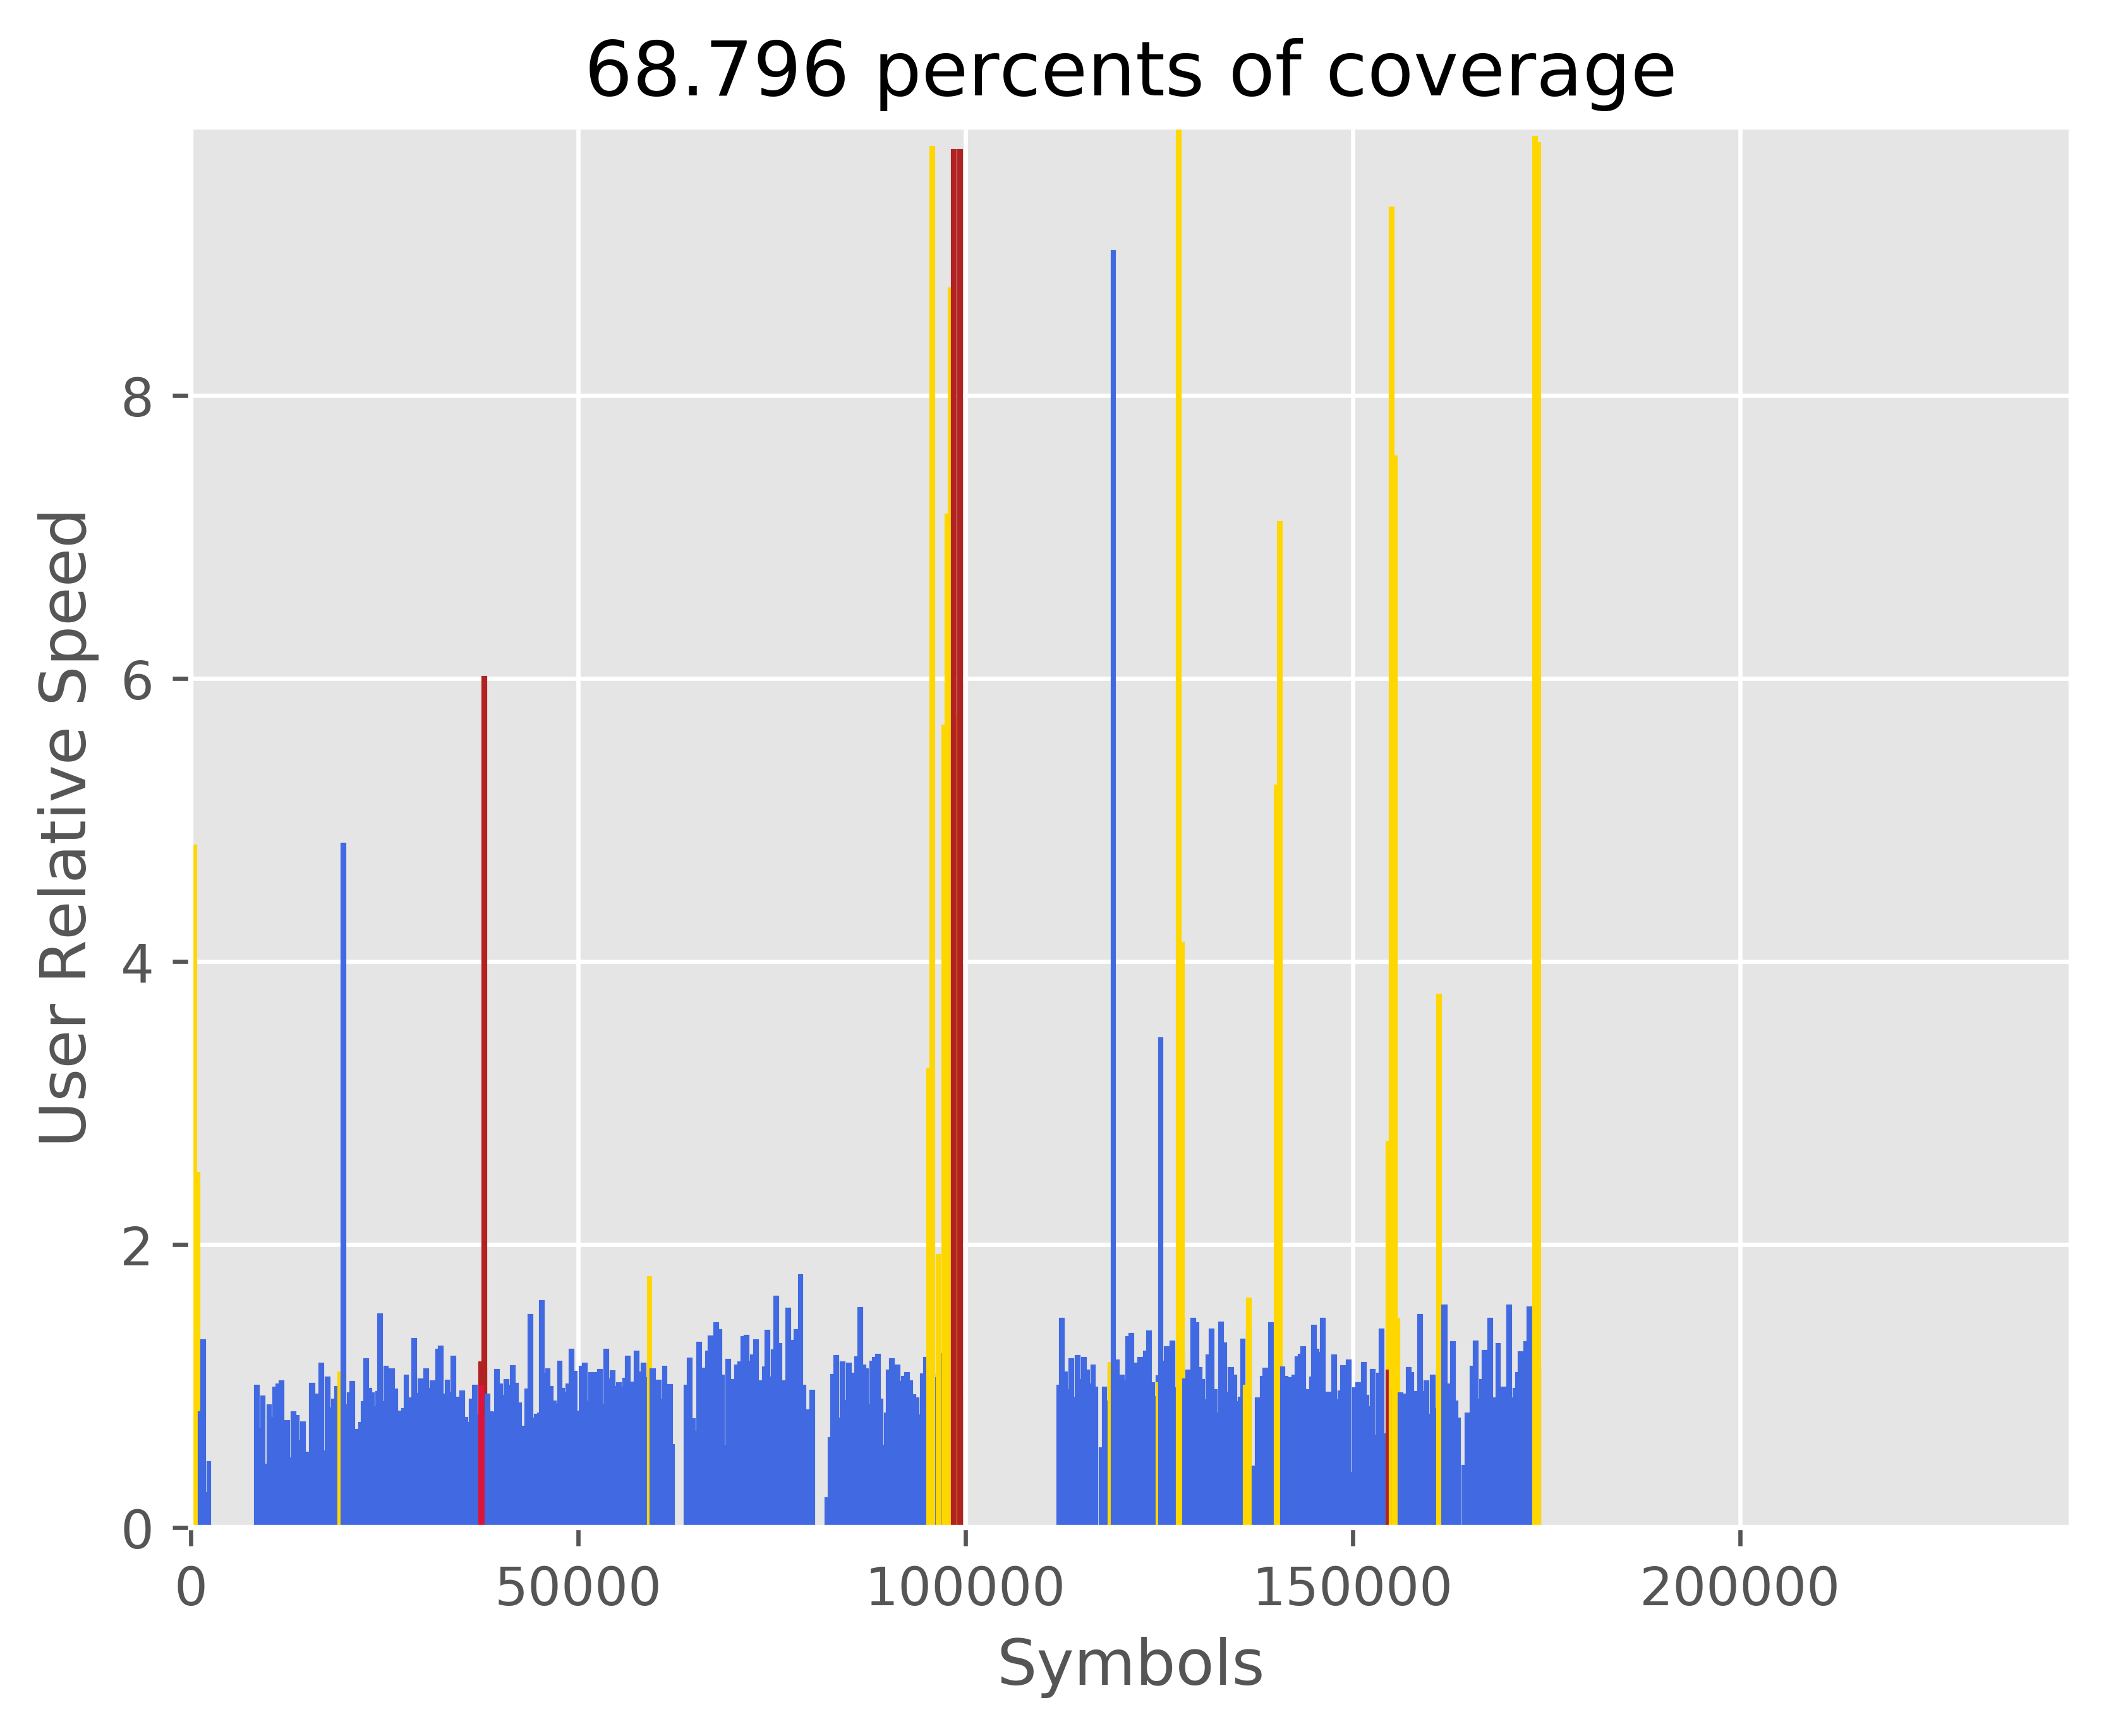 68.796 percents of coverage
User Relative Speed
8
6
4
2
0
0 50000 100000 150000 200000
Symbols